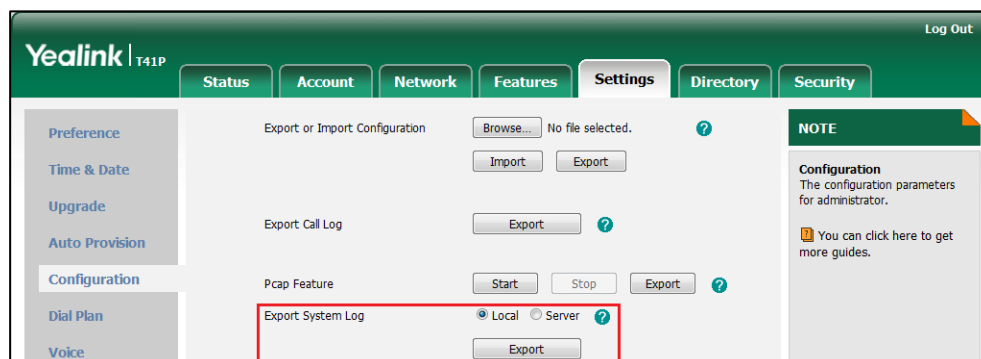 Log Out
Yealink T41P
Status Account Network Features Settings Directory Security
Preference
Time & Date
Upgrade
Auto Provision
Configuration
Dial Plan
Voice
Export or Import Configuration Browse... No file selected. ?
Import Export
Export Call Log Export ?
Pcap Feature Start Stop Export ?
Export System Log Local Server ?
Export
NOTE
Configuration
The configuration parameters
for administrator.
? You can click here to get
more guides.